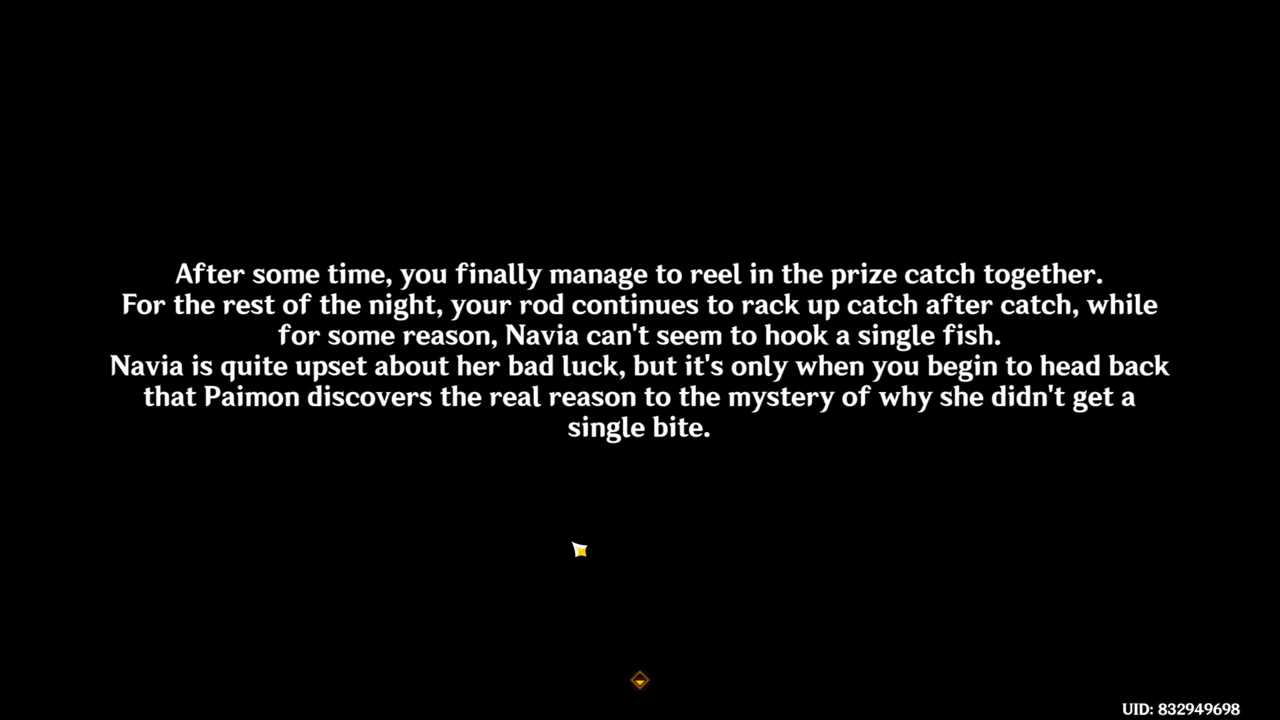 After some time, you finally manage to reel in the prize catch together.
For the rest of the night, your rod continues to rack up catch after catch, while
for some reason, Navia can't seem to hook a single fish.
Navia is quite upset about her bad luck, but it's only when you begin to head back
that Paimon discovers the real reason to the mystery of why she didn't get a
single bite.
UID: 832949698